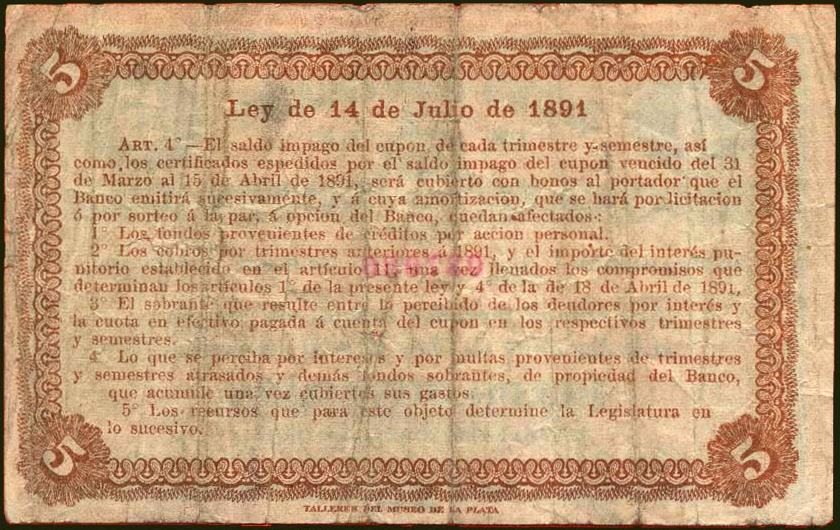 5 5
Ley de 14 de Julio de 1891
ART. 4º—El saldo impago del cupon de cada trimestre y semestre, así
como los certificados espedidos por el saldo impago del cupon vencido del 31
de Marzo al 15 de Abril de 1891, será cubierto con bonos al portador que el
Banco emitirá sucesivamente, y á cuya amortizacion, que se hará por licitacion
ó por sorteo á la par, á opcion del Banco, quedan afectados:
1º Los fondos provenientes de créditos por accion personal.
2º Los cobros por trimestres anteriores á 1891, y el importe del interés pu-
nitorio establecido en el artículo 11, una vez llenados los compromisos que
determinan los artículos 1º de la presente ley y 4º de la de 18 de Abril de 1891,
3º El sobrante que resulte entre lo percibido de los deudores por interés y
la cuota en efectivo pagada á cuenta del cupon en los respectivos trimestres
y semestres.
4º Lo que se perciba por intereses y por multas provenientes de trimestres
y semestres atrasados y demás fondos sobrantes, de propiedad del Banco,
que acumule una vez cubiertos sus gastos.
5º Los recursos que para este objeto determine la Legislatura en
lo sucesivo.
5 5
TALLERES DEL MUSEO DE LA PLATA